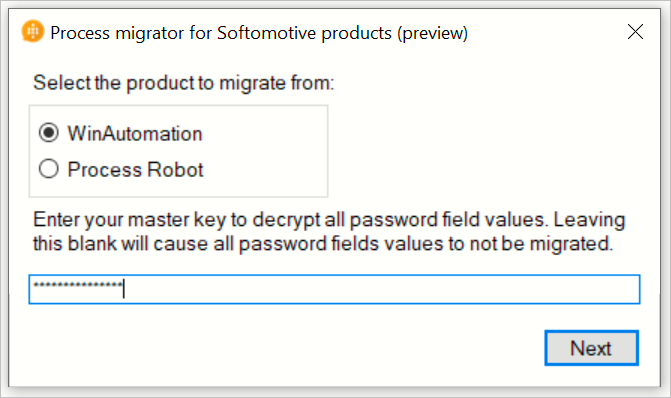 Process migrator for Softomotive products (preview)
Select the product to migrate from:
WinAutomation
Process Robot
Enter your master key to decrypt all password field values. Leaving
this blank will cause all password fields values to not be migrated.
***************
Next